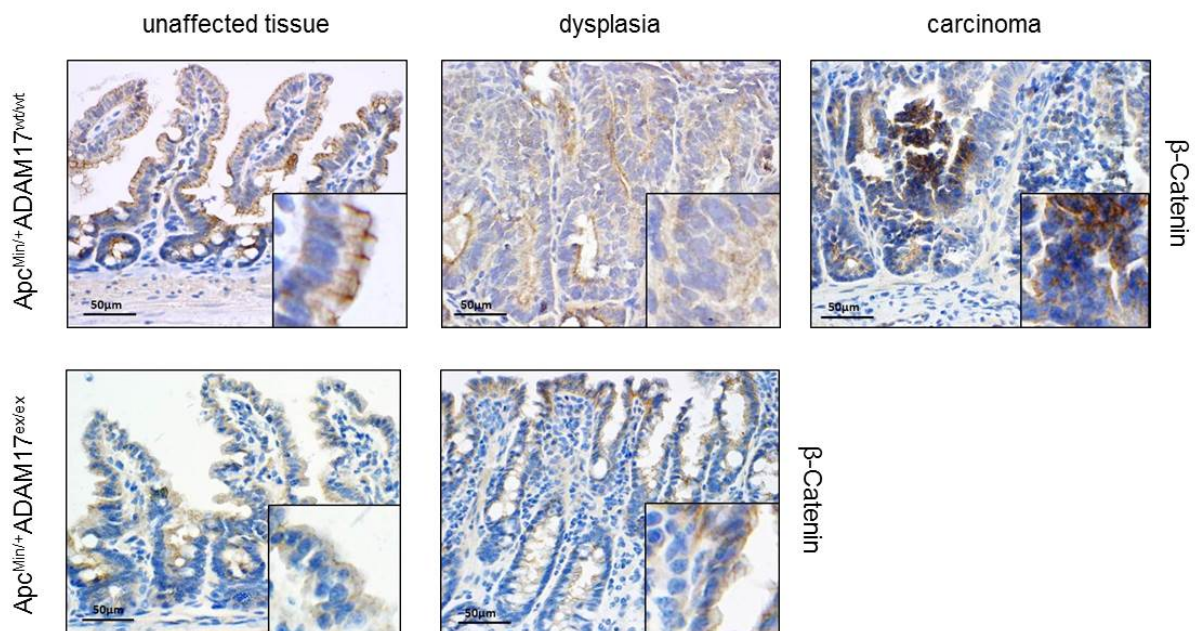 unaffected tissue
dysplasia
carcinoma
Apc^Min/+ADAM17^wt/wt
50µm
50µm
50µm
β-Catenin
Apc^Min/+ADAM17^ex/ex
50µm
50µm
β-Catenin